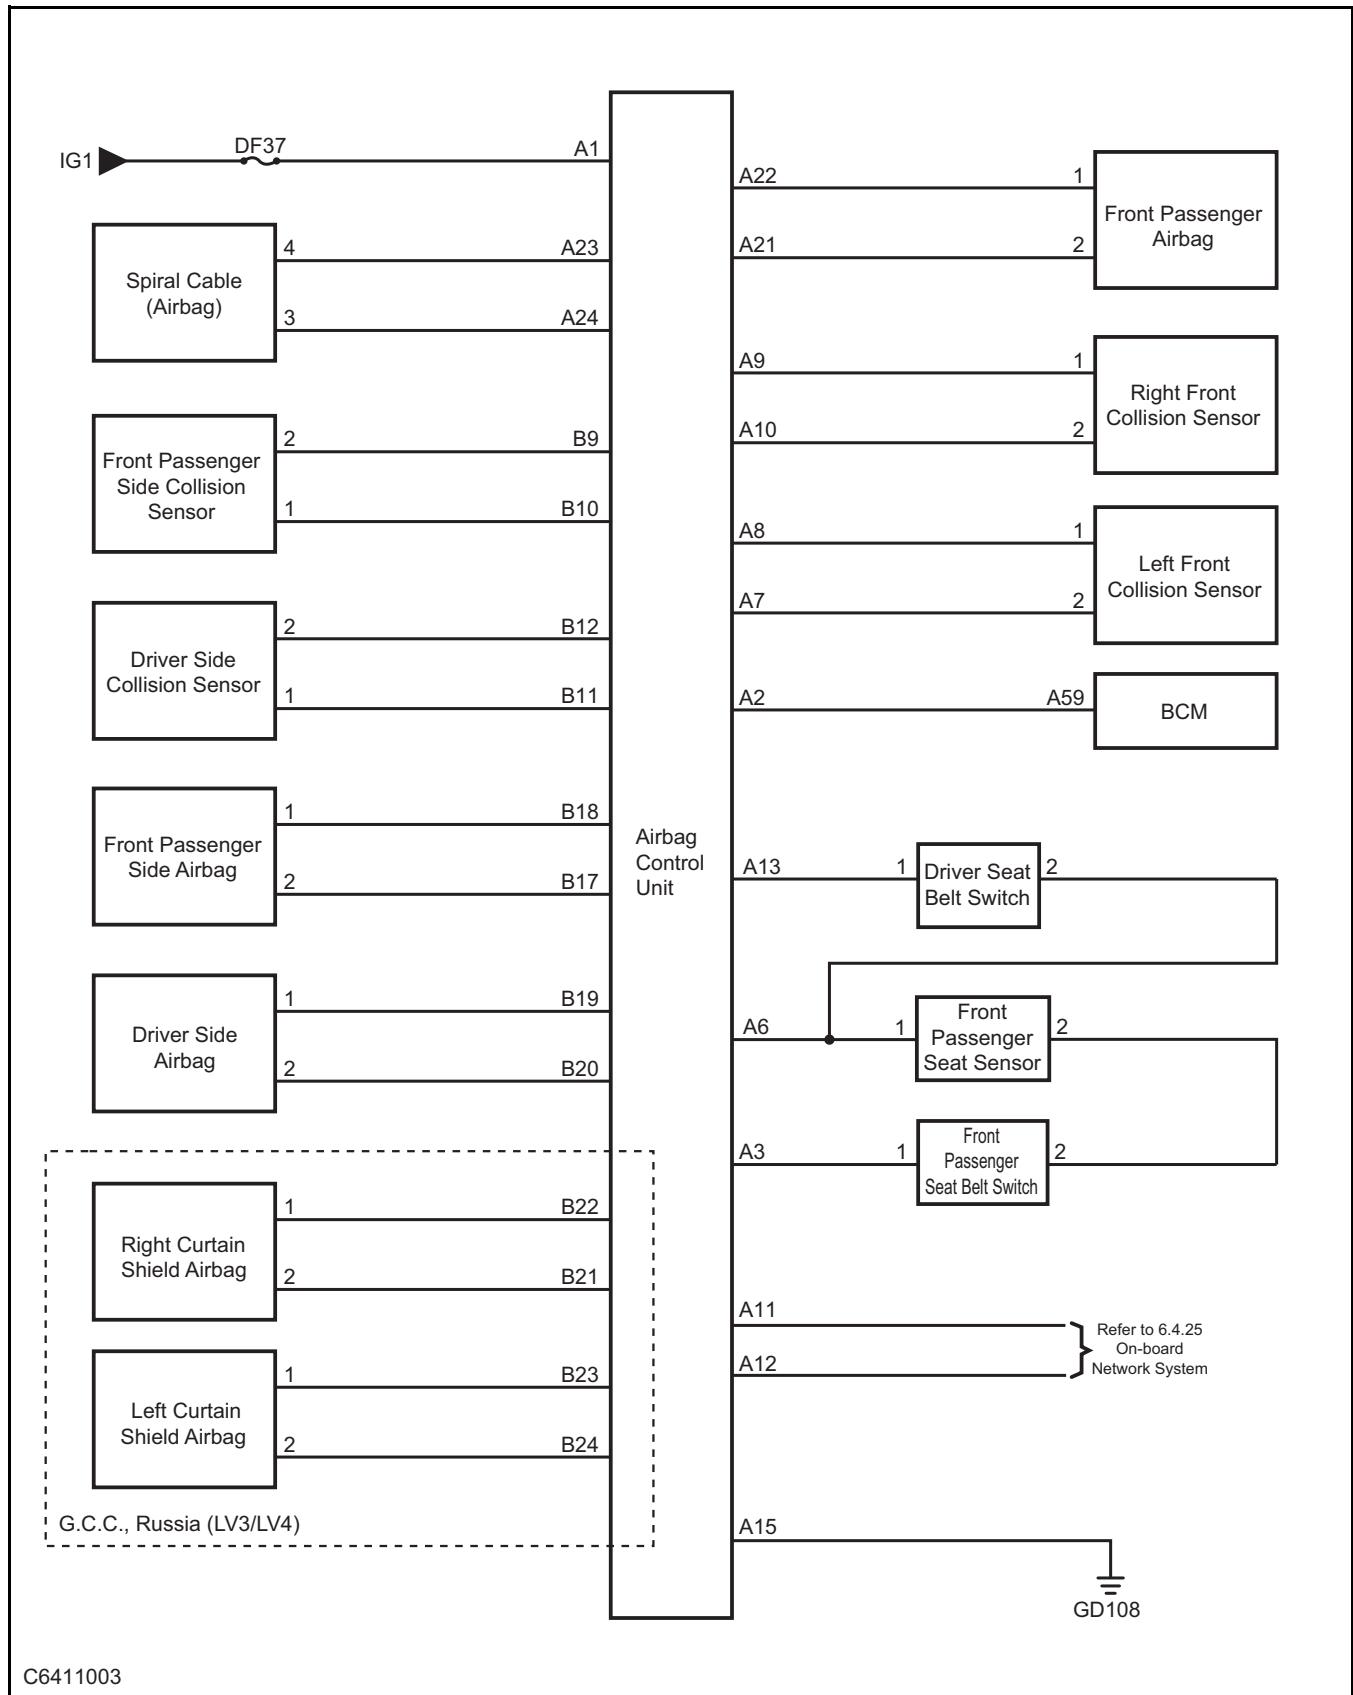 IG1
DF37
A1
Spiral Cable
(Airbag)
4
A23
3
A24
Front Passenger
Side Collision
Sensor
2
B9
1
B10
Driver Side
Collision Sensor
2
B12
1
B11
Front Passenger
Side Airbag
1
B18
2
B17
Driver Side
Airbag
1
B19
2
B20
Right Curtain
Shield Airbag
1
B22
2
B21
Left Curtain
Shield Airbag
1
B23
2
B24
G.C.C., Russia (LV3/LV4)
Airbag
Control
Unit
A22
1
A21
2
Front Passenger
Airbag
A9
1
A10
2
Right Front
Collision Sensor
A8
1
A7
2
Left Front
Collision Sensor
A2
A59
BCM
A13
1
Driver Seat
Belt Switch
2
A6
1
Front
Passenger
Seat Sensor
2
A3
1
Front
Passenger
Seat Belt Switch
2
A11
A12
Refer to 6.4.25
On-board
Network System
A15
GD108
C6411003